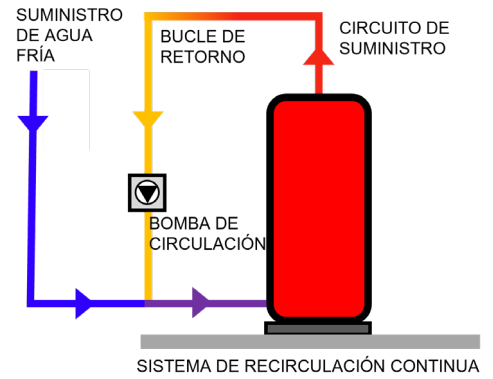 SUMINISTRO
DE AGUA
FRÍA
BUCLE DE
RETORNO
CIRCUITO DE
SUMINISTRO
BOMBA DE
CIRCULACIÓN
SISTEMA DE RECIRCULACIÓN CONTINUA